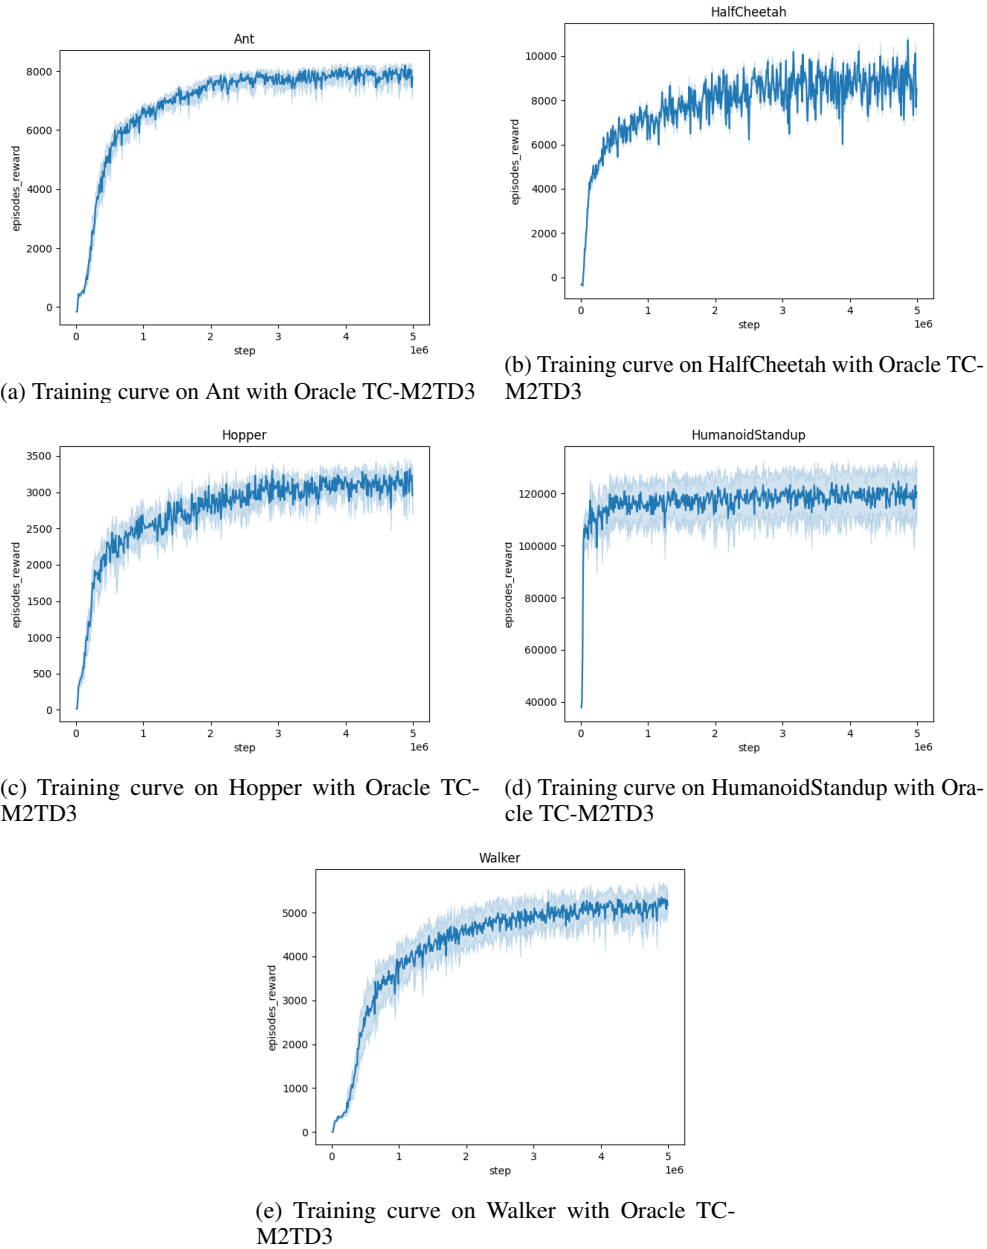 Ant
8000
6000
4000
2000
0
episodes_reward
0 1 2 3 4 5
1e6
step
(a) Training curve on Ant with Oracle TC-M2TD3
HalfCheetah
10000
8000
6000
4000
2000
0
episodes_reward
0 1 2 3 4 5
1e6
step
(b) Training curve on HalfCheetah with Oracle TC-
M2TD3
Hopper
3500
3000
2500
2000
1500
1000
500
0
episodes_reward
0 1 2 3 4 5
1e6
step
(c) Training curve on Hopper with Oracle TC-
M2TD3
HumanoidStandup
120000
100000
80000
60000
40000
episodes_reward
0 1 2 3 4 5
1e6
step
(d) Training curve on HumanoidStandup with Ora-
cle TC-M2TD3
Walker
5000
4000
3000
2000
1000
0
episodes_reward
0 1 2 3 4 5
1e6
step
(e) Training curve on Walker with Oracle TC-
M2TD3